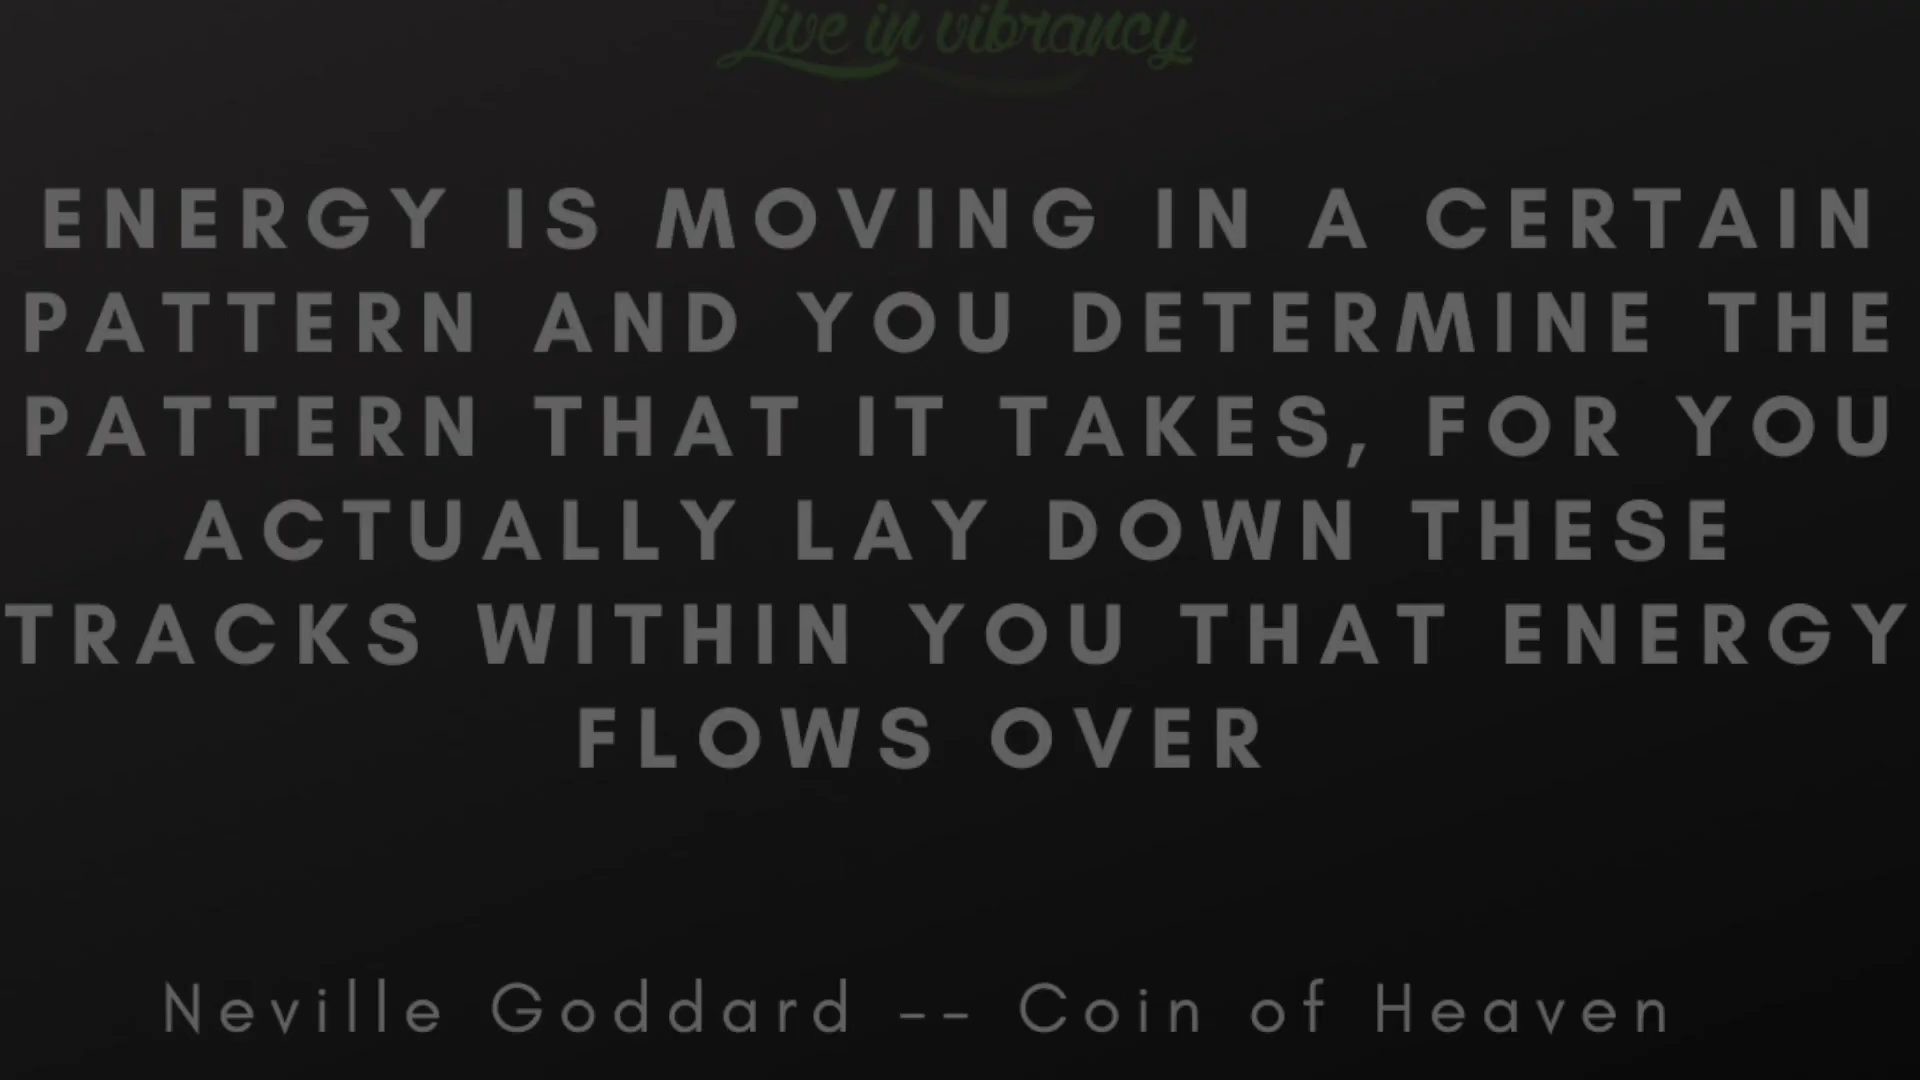 Live in vibrancy
ENERGY IS MOVING IN A CERTAIN
PATTERN AND YOU DETERMINE THE
PATTERN THAT IT TAKES, FOR YOU
ACTUALLY LAY DOWN THESE
TRACKS WITHIN YOU THAT ENERGY
FLOWS OVER
Neville Goddard -- Coin of Heaven